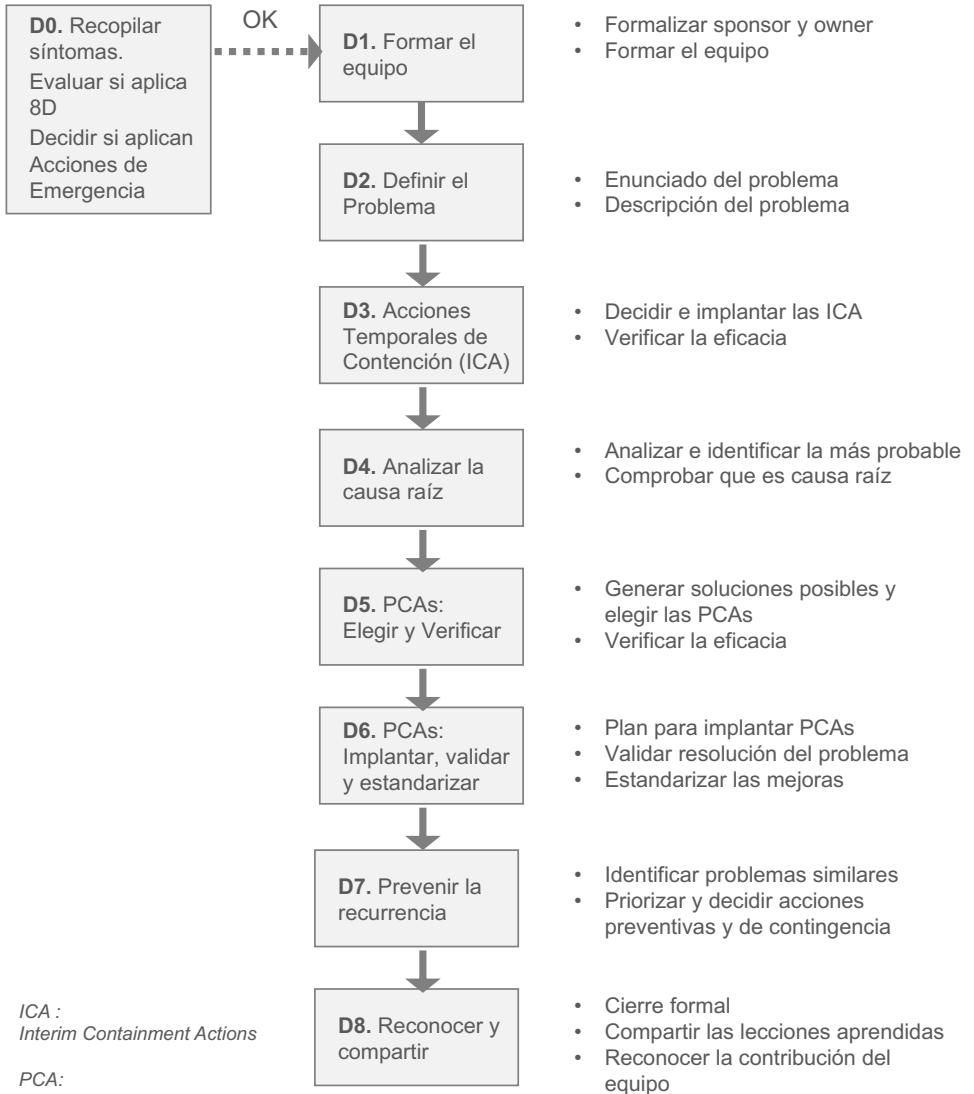 D0. Recopilar
síntomas.
Evaluar si aplica
8D
Decidir si aplican
Acciones de
Emergencia
OK
D1. Formar el
equipo
• Formalizar sponsor y owner
• Formar el equipo
D2. Definir el
Problema
• Enunciado del problema
• Descripción del problema
D3. Acciones
Temporales de
Contención (ICA)
• Decidir e implantar las ICA
• Verificar la eficacia
D4. Analizar la
causa raíz
• Analizar e identificar la más probable
• Comprobar que es causa raíz
D5. PCAs:
Elegir y Verificar
• Generar soluciones posibles y
elegir las PCAs
• Verificar la eficacia
D6. PCAs:
Implantar, validar
y estandarizar
• Plan para implantar PCAs
• Validar resolución del problema
• Estandarizar las mejoras
D7. Prevenir la
recurrencia
• Identificar problemas similares
• Priorizar y decidir acciones
preventivas y de contingencia
D8. Reconocer y
compartir
• Cierre formal
• Compartir las lecciones aprendidas
• Reconocer la contribución del
equipo
ICA :
Interim Containment Actions
PCA: